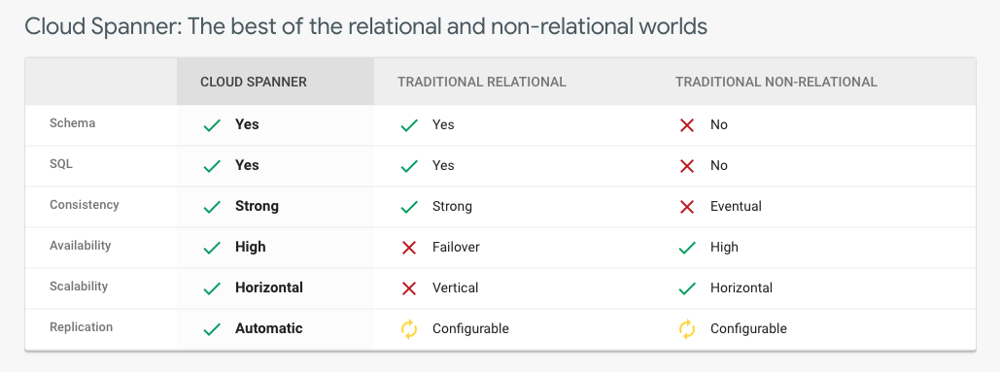 Cloud Spanner: The best of the relational and non-relational worlds
CLOUD SPANNER TRADITIONAL RELATIONAL TRADITIONAL NON-RELATIONAL
Schema Yes Yes No
SQL Yes Yes No
Consistency Strong Strong Eventual
Availability High Failover High
Scalability Horizontal Vertical Horizontal
Replication Automatic Configurable Configurable